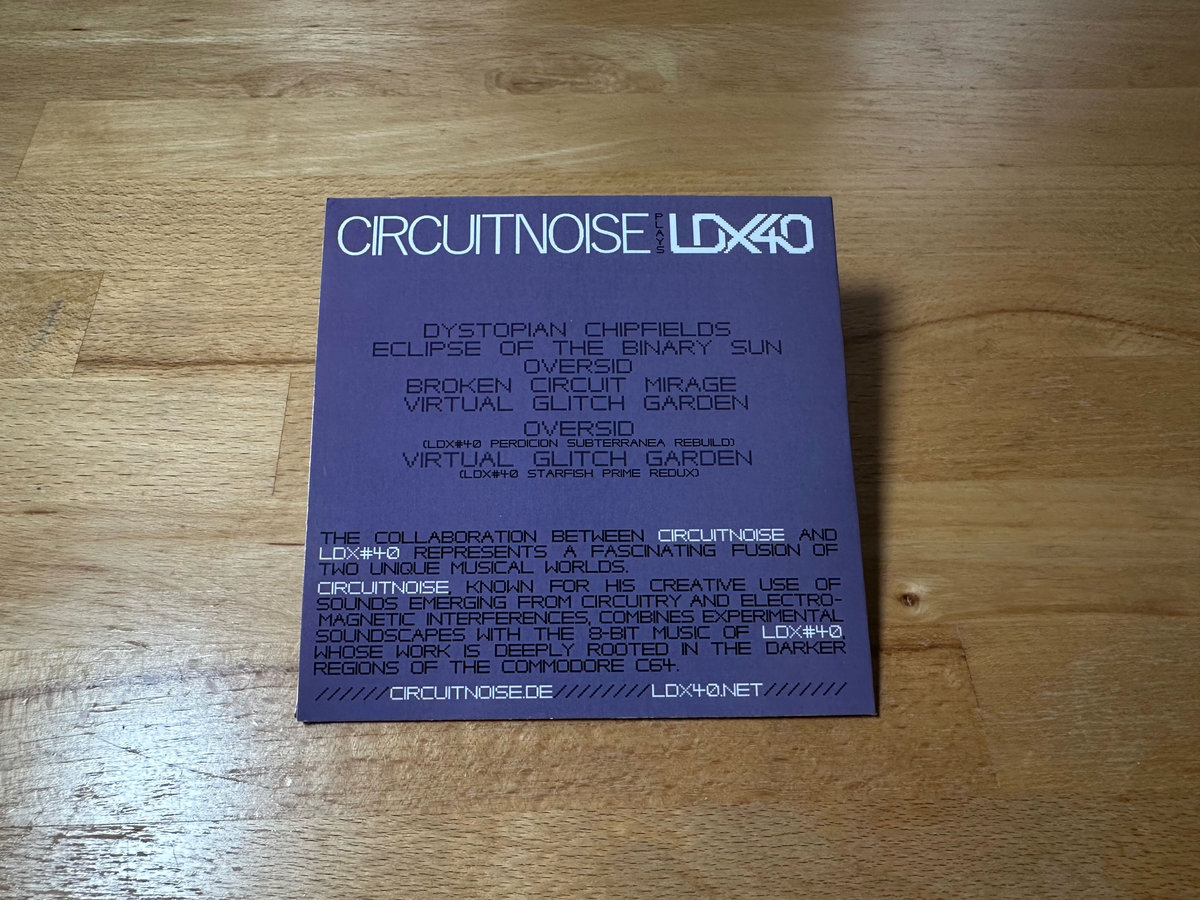 CIRCUITNOISE PLAYS LDX40
DYSTOPIAN CHIPFIELDS
ECLIPSE OF THE BINARY SUN
OVERSID
BROKEN CIRCUIT MIRAGE
VIRTUAL GLITCH GARDEN
OVERSID
(LDX#40 PERDICION SUBTERRANEA REBUILD)
VIRTUAL GLITCH GARDEN
(LDX#40 STARFISH PRIME REDUX)
THE COLLABORATION BETWEEN CIRCUITNOISE AND
LDX#40 REPRESENTS A FASCINATING FUSION OF
TWO UNIQUE MUSICAL WORLDS.
CIRCUITNOISE, KNOWN FOR HIS CREATIVE USE OF
SOUNDS EMERGING FROM CIRCUITRY AND ELECTRO-
MAGNETIC INTERFERENCES, COMBINES EXPERIMENTAL
SOUNDSCAPES WITH THE 8-BIT MUSIC OF LDX#40,
WHOSE WORK IS DEEPLY ROOTED IN THE DARKER
REGIONS OF THE COMMODORE C64.
///////CIRCUITNOISE.DE/////////LDX40.NET////////